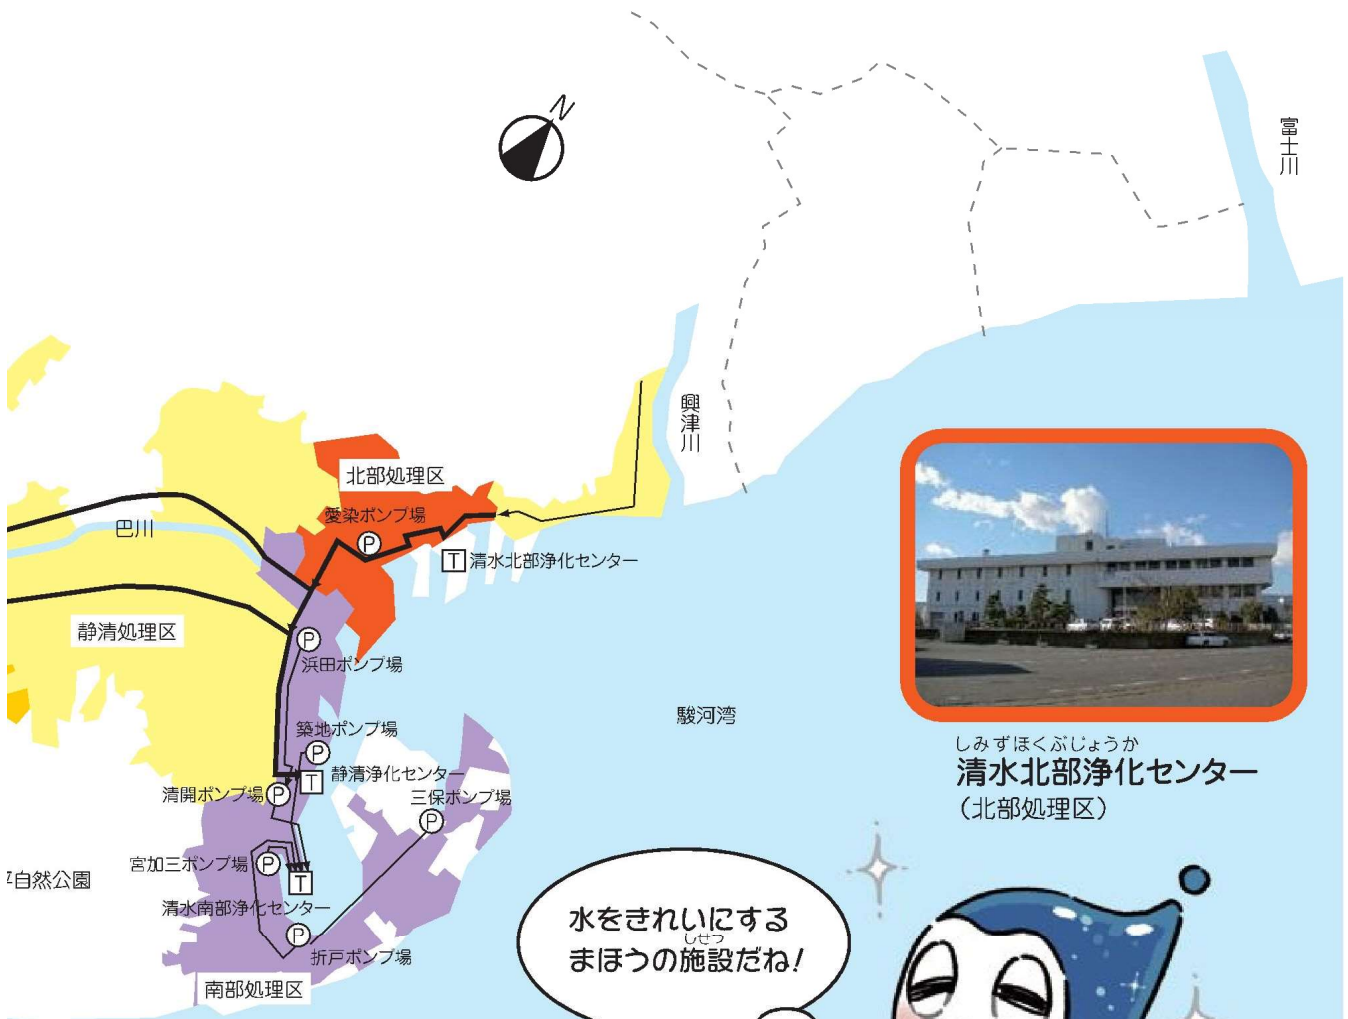 N
富士川
興津川
北部処理区
愛染ポンプ場
P
巴川
T 清水北部浄化センター
静清処理区
P
浜田ポンプ場
駿河湾
築地ポンプ場
P
静清浄化センター
T
清開ポンプ場 P
三保ポンプ場
P
宮加三ポンプ場 P
T
自然公園
清水南部浄化センター
P
折戸ポンプ場
南部処理区
しみずほくぶじょうか
清水北部浄化センター
（北部処理区）
水をきれいにする
しせつ
まほうの施設だね!